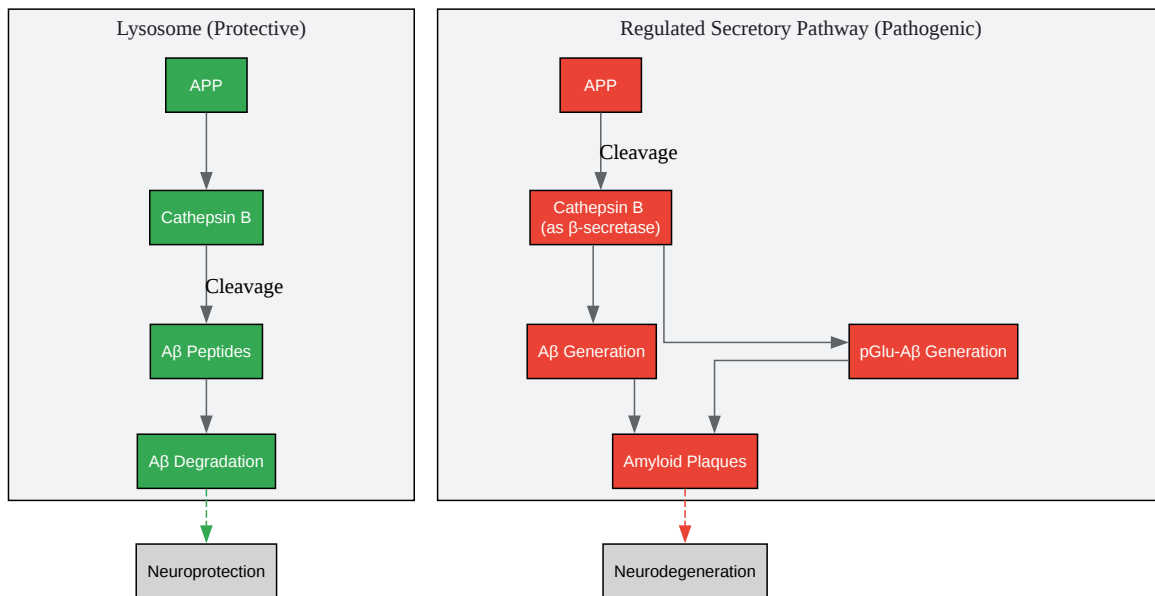 Lysosome (Protective)
APP
Cathepsin B
Cleavage
Aβ Peptides
Aβ Degradation
Neuroprotection
Regulated Secretory Pathway (Pathogenic)
APP
Cleavage
Cathepsin B
(as β-secretase)
Aβ Generation
pGlu-Aβ Generation
Amyloid Plaques
Neurodegeneration